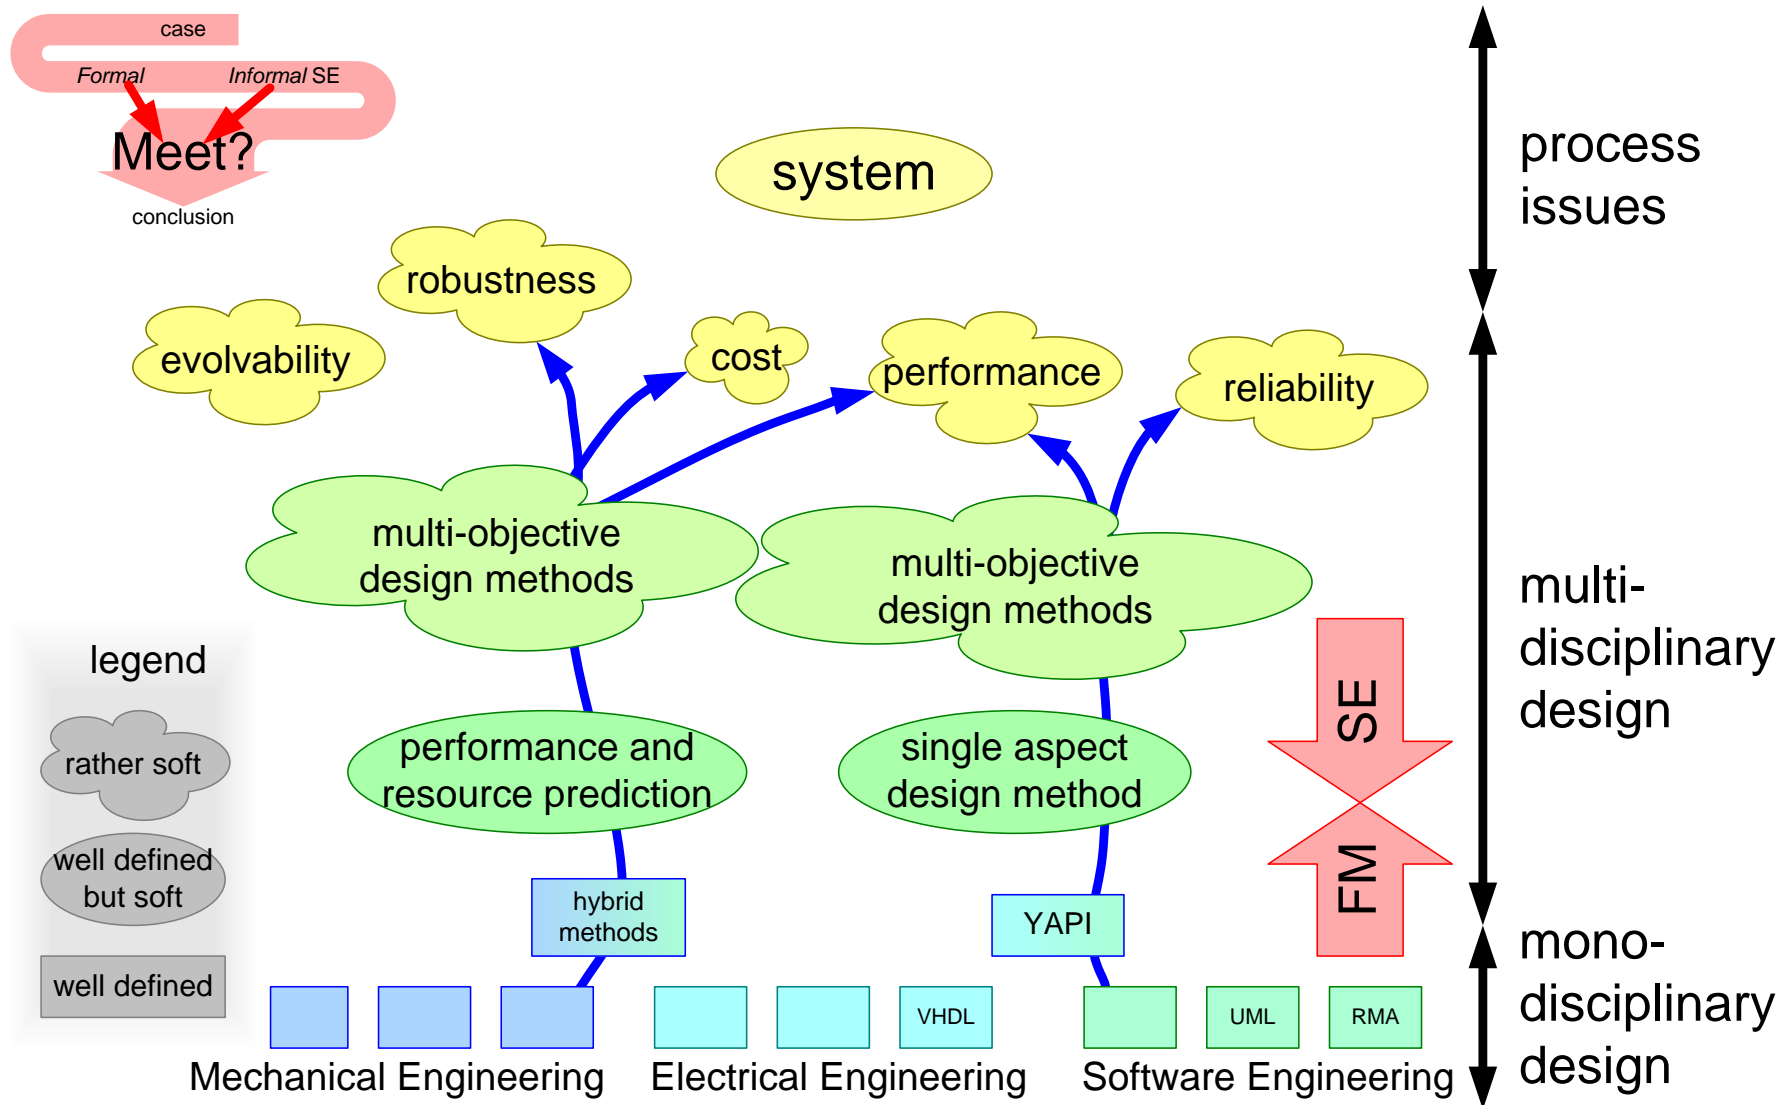 case
Formal
Informal SE
Meet?
conclusion
system
process
issues
robustness
evolvability
cost
performance
reliability
multi-objective
design methods
multi-objective
design methods
multi-
disciplinary
design
legend
rather soft
well defined
but soft
well defined
performance and
resource prediction
single aspect
design method
SE
FM
hybrid
methods
YAPI
mono-
disciplinary
design
VHDL
UML
RMA
Mechanical Engineering
Electrical Engineering
Software Engineering